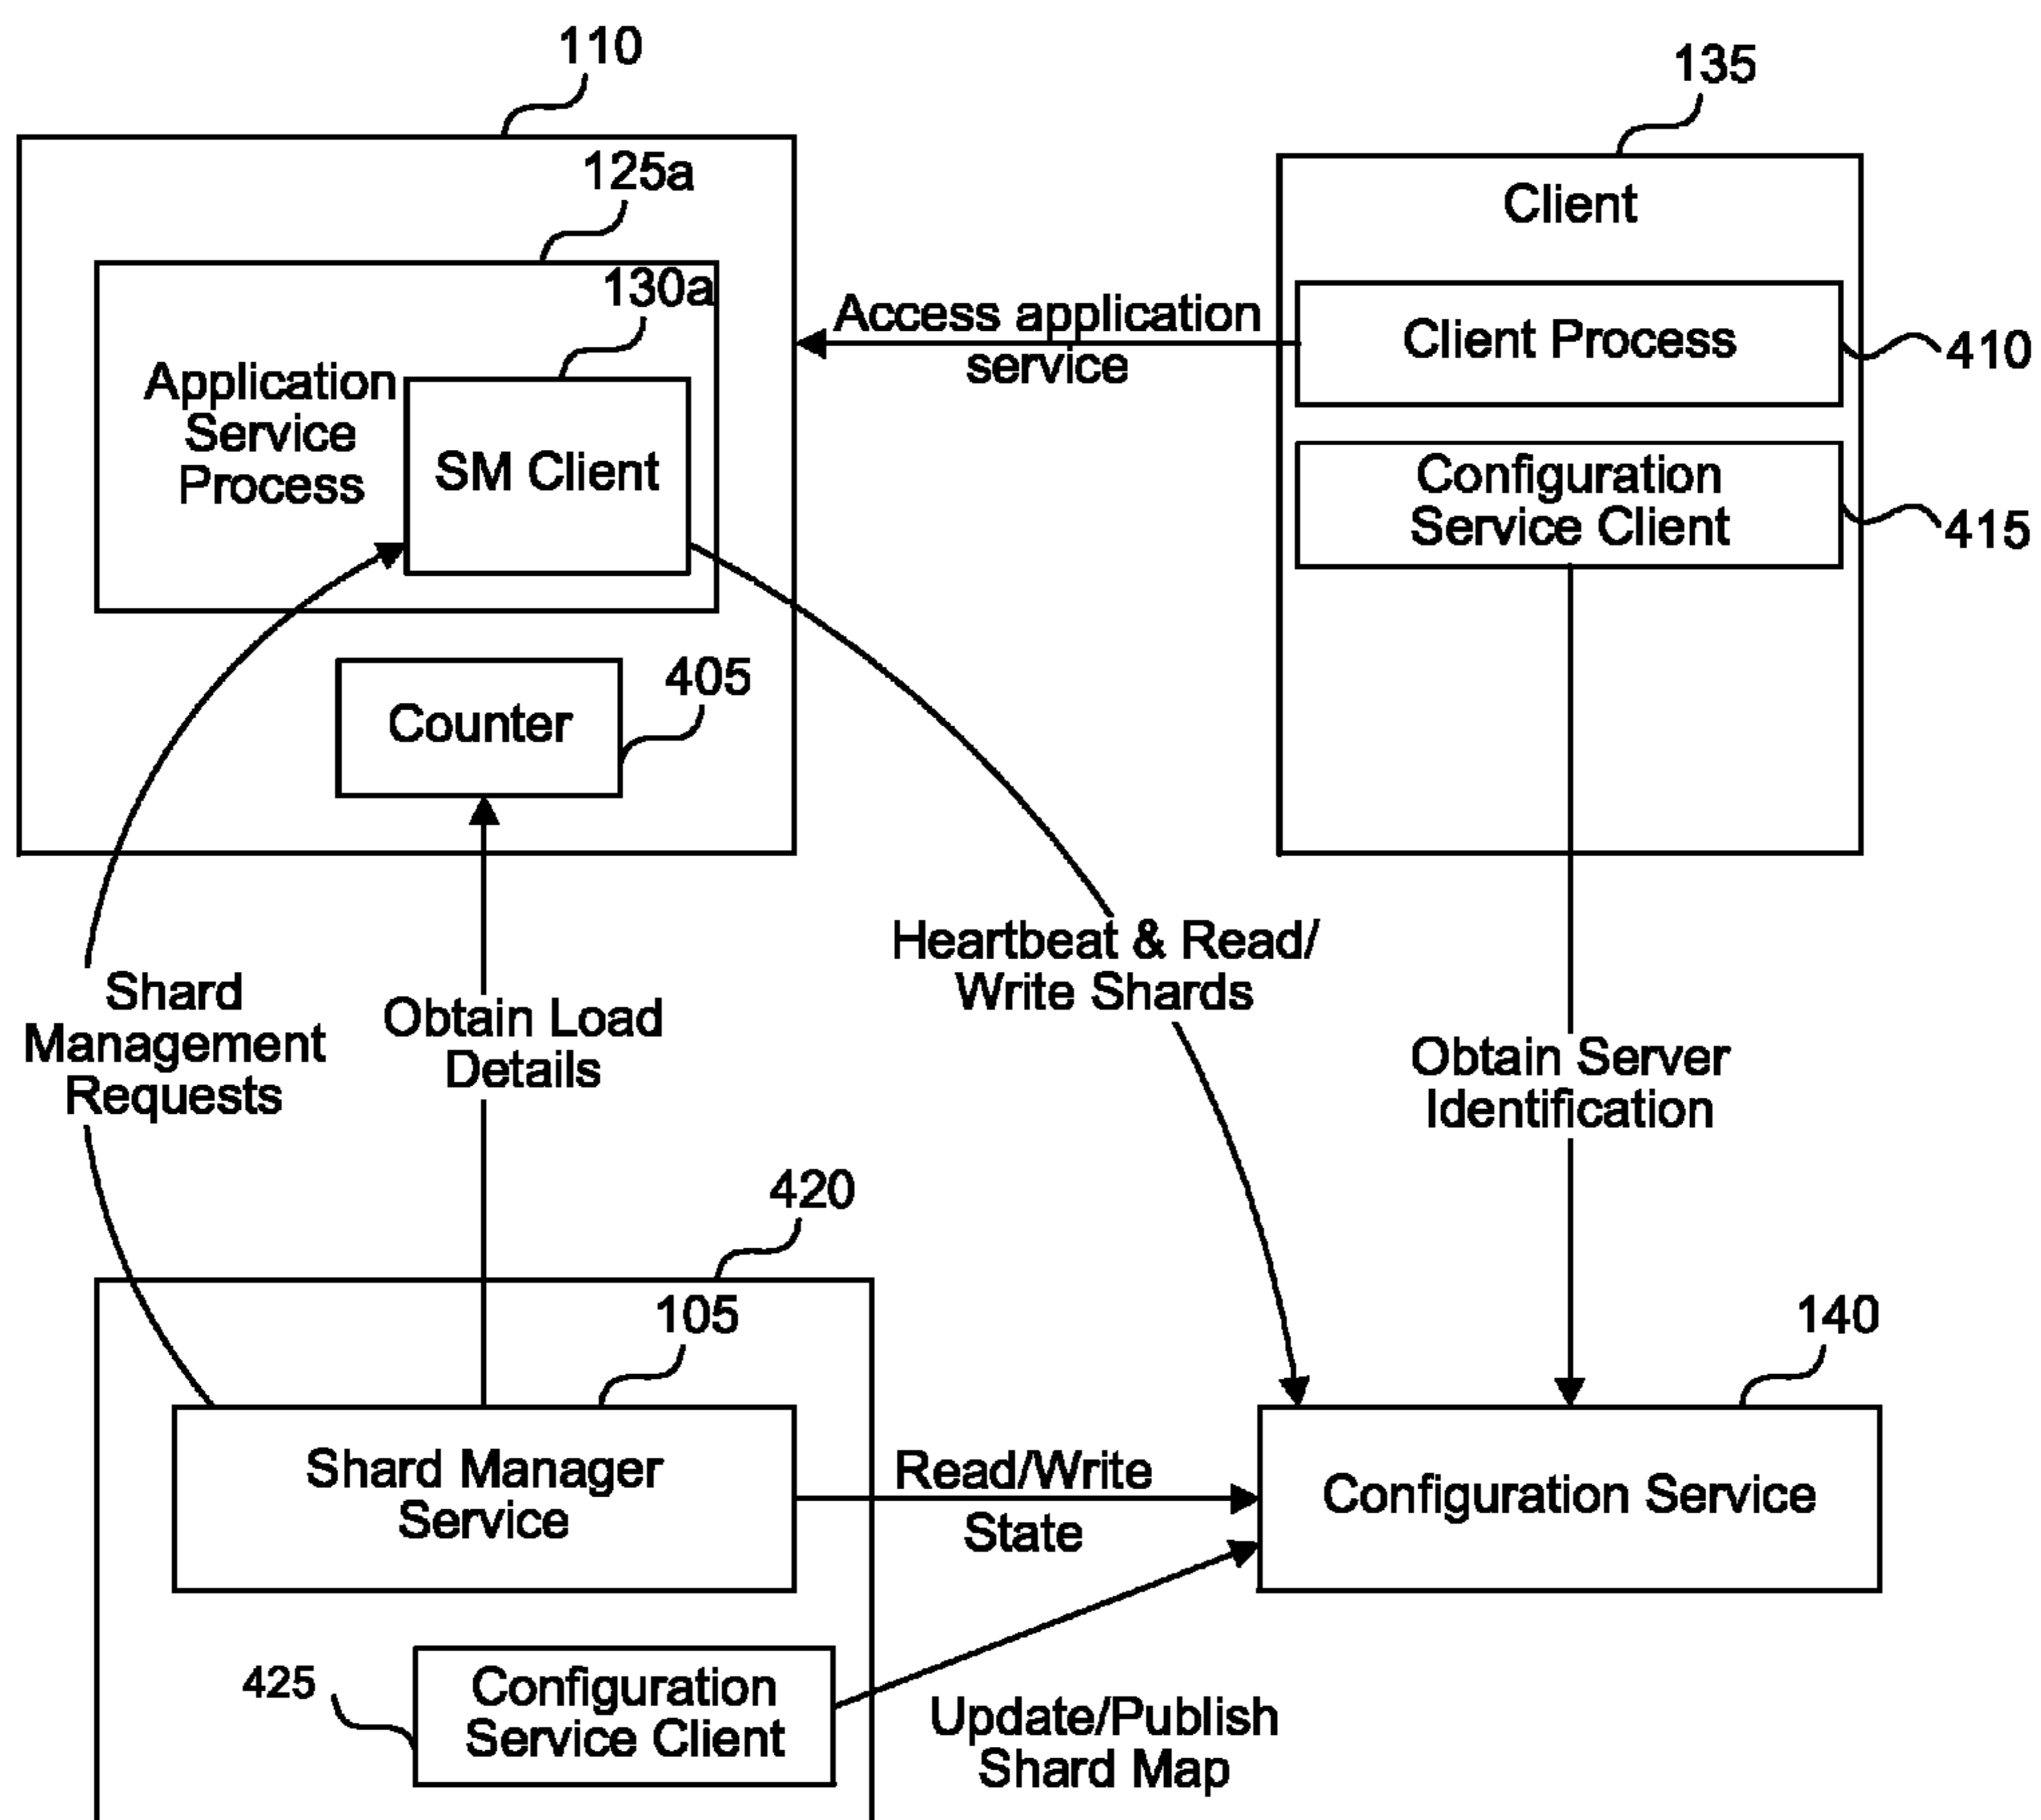 110
135
125a
Client
130a
Access application
service
Client Process
410
Application
Service
Process
SM Client
Configuration
Service Client
415
405
Counter
Heartbeat & Read/
Write Shards
Shard
Management
Requests
Obtain Load
Details
Obtain Server
Identification
420
105
140
Shard Manager
Service
Read/Write
State
Configuration Service
425
Configuration
Service Client
Update/Publish
Shard Map